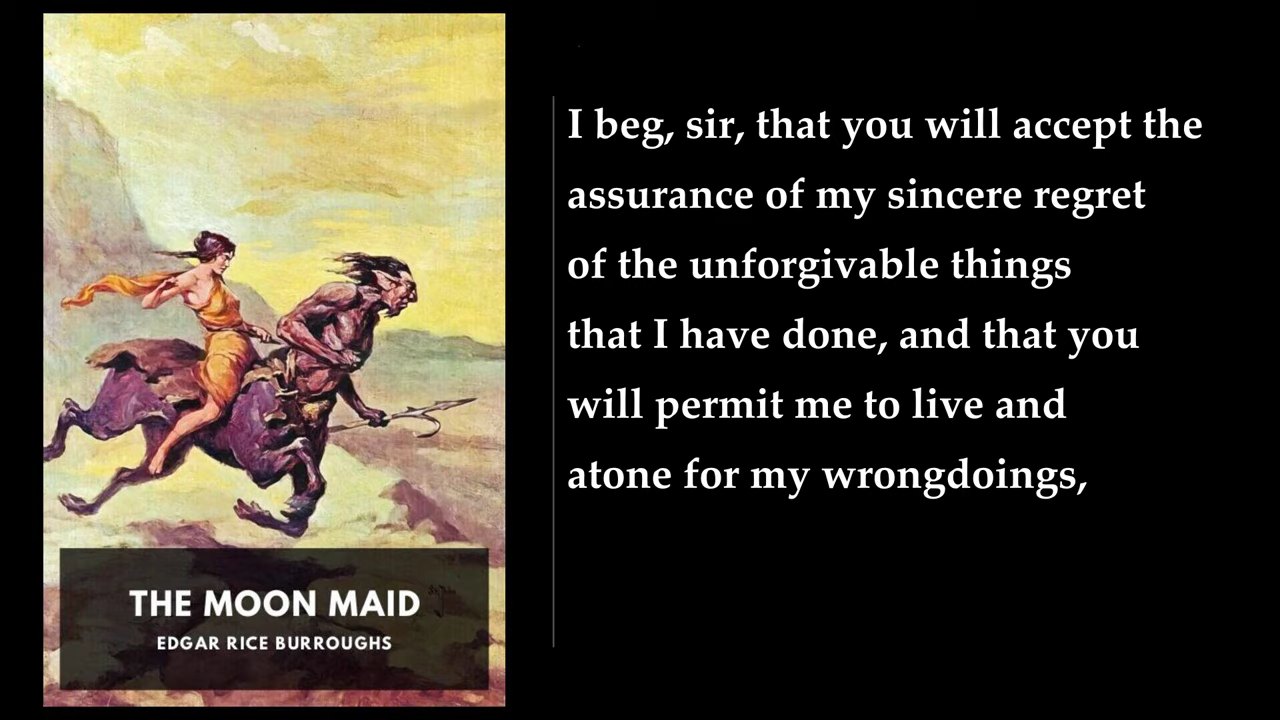 THE MOON MAID
EDGAR RICE BURROUGHS
I beg, sir, that you will accept the
assurance of my sincere regret
of the unforgivable things
that I have done, and that you
will permit me to live and
atone for my wrongdoings,